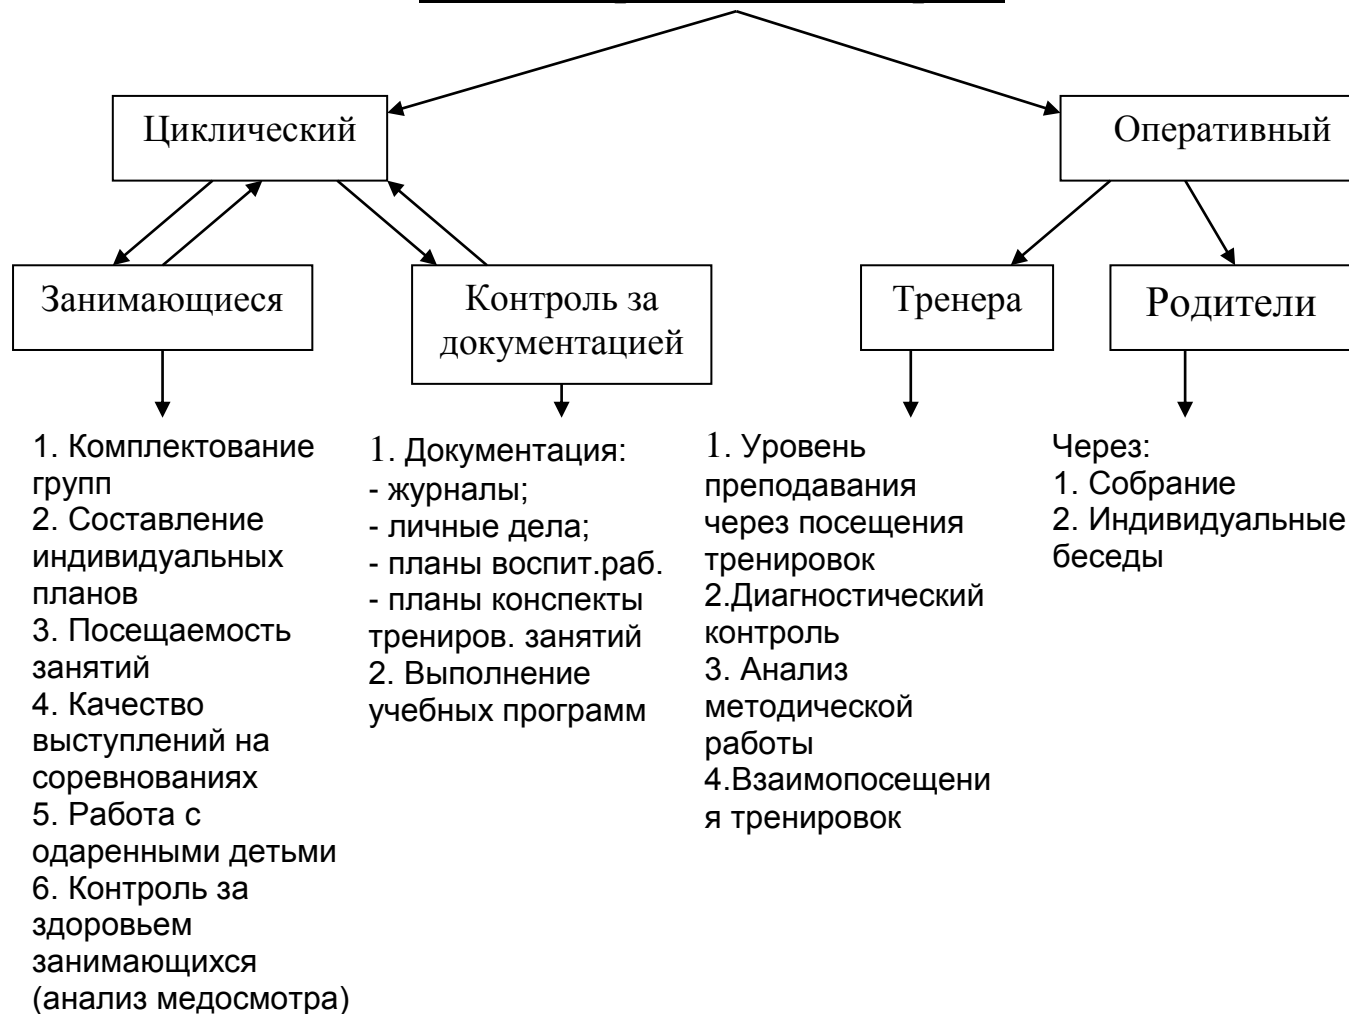 Циклический
Оперативный
Занимающиеся
Контроль за
документацией
Тренера
Родители
1. Комплектование
групп
2. Составление
индивидуальных
планов
3. Посещаемость
занятий
4. Качество
выступлений на
соревнованиях
5. Работа с
одаренными детьми
6. Контроль за
здоровьем
занимающихся
(анализ медосмотра)
1. Документация:
- журналы;
- личные дела;
- планы воспит.раб.
- планы конспекты
трениров. занятий
2. Выполнение
учебных программ
1. Уровень
преподавания
через посещения
тренировок
2.Диагностический
контроль
3. Анализ
методической
работы
4.Взаимопосещени
я тренировок
Через:
1. Собрание
2. Индивидуальные
беседы